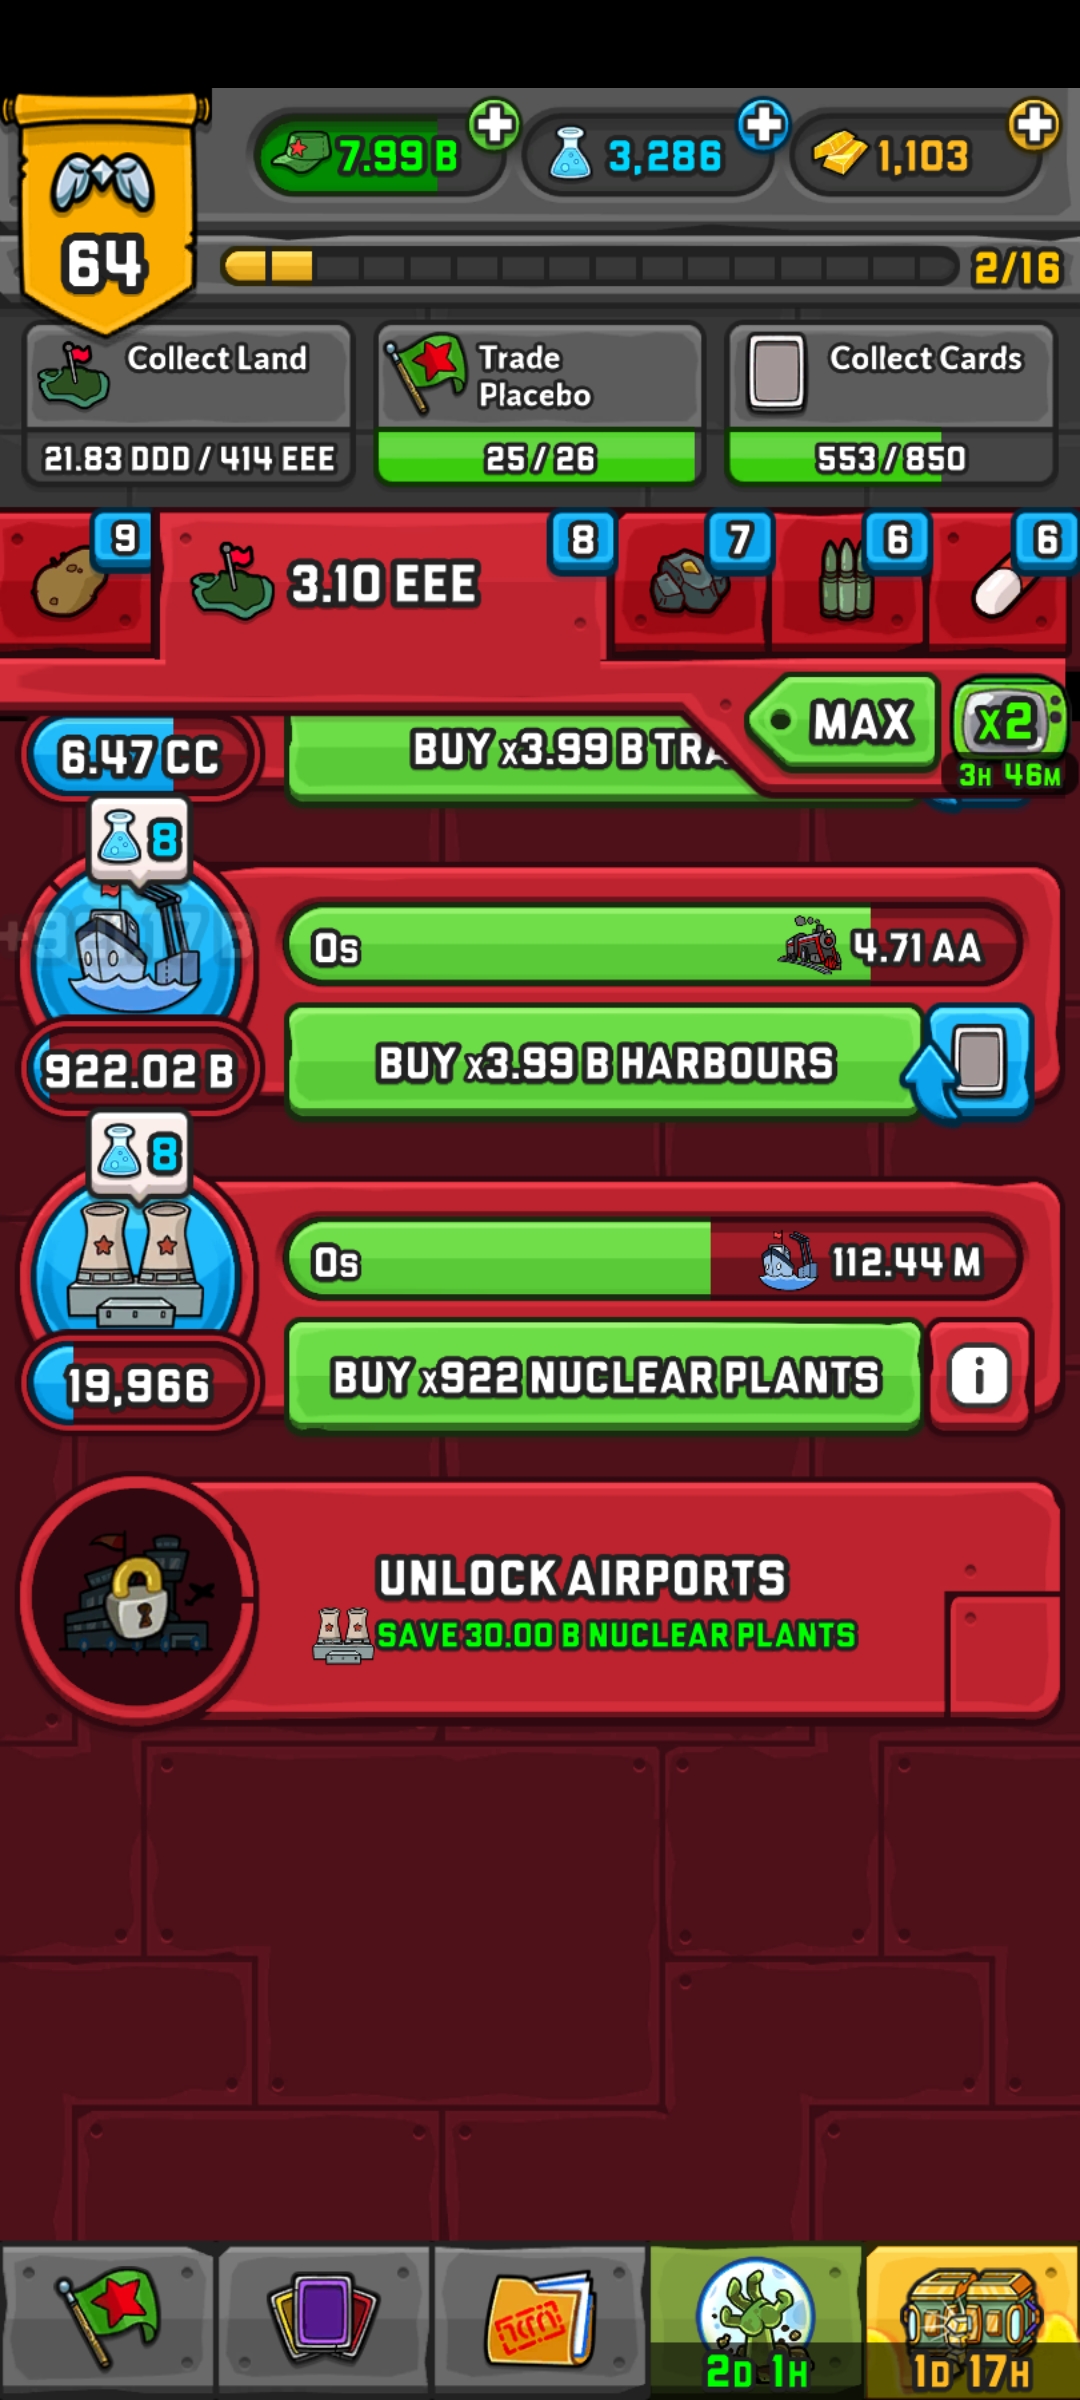 7.99 B
3,286
1,103
64
2/16
Collect Land
21.83 DDD / 414 EEE
Trade
Placebo
25 / 26
Collect Cards
553 / 850
9
3.10 EEE
8
7
6
6
MAX
x2
3H 46M
6.47 CC
BUY x3.99 B TRA
8
0s
4.71 AA
922.02 B
BUY x3.99 B HARBOURS
8
0s
112.44 M
19,966
BUY x922 NUCLEAR PLANTS
i
UNLOCK AIRPORTS
SAVE 30.00 B NUCLEAR PLANTS
2D 1H
1D 17H